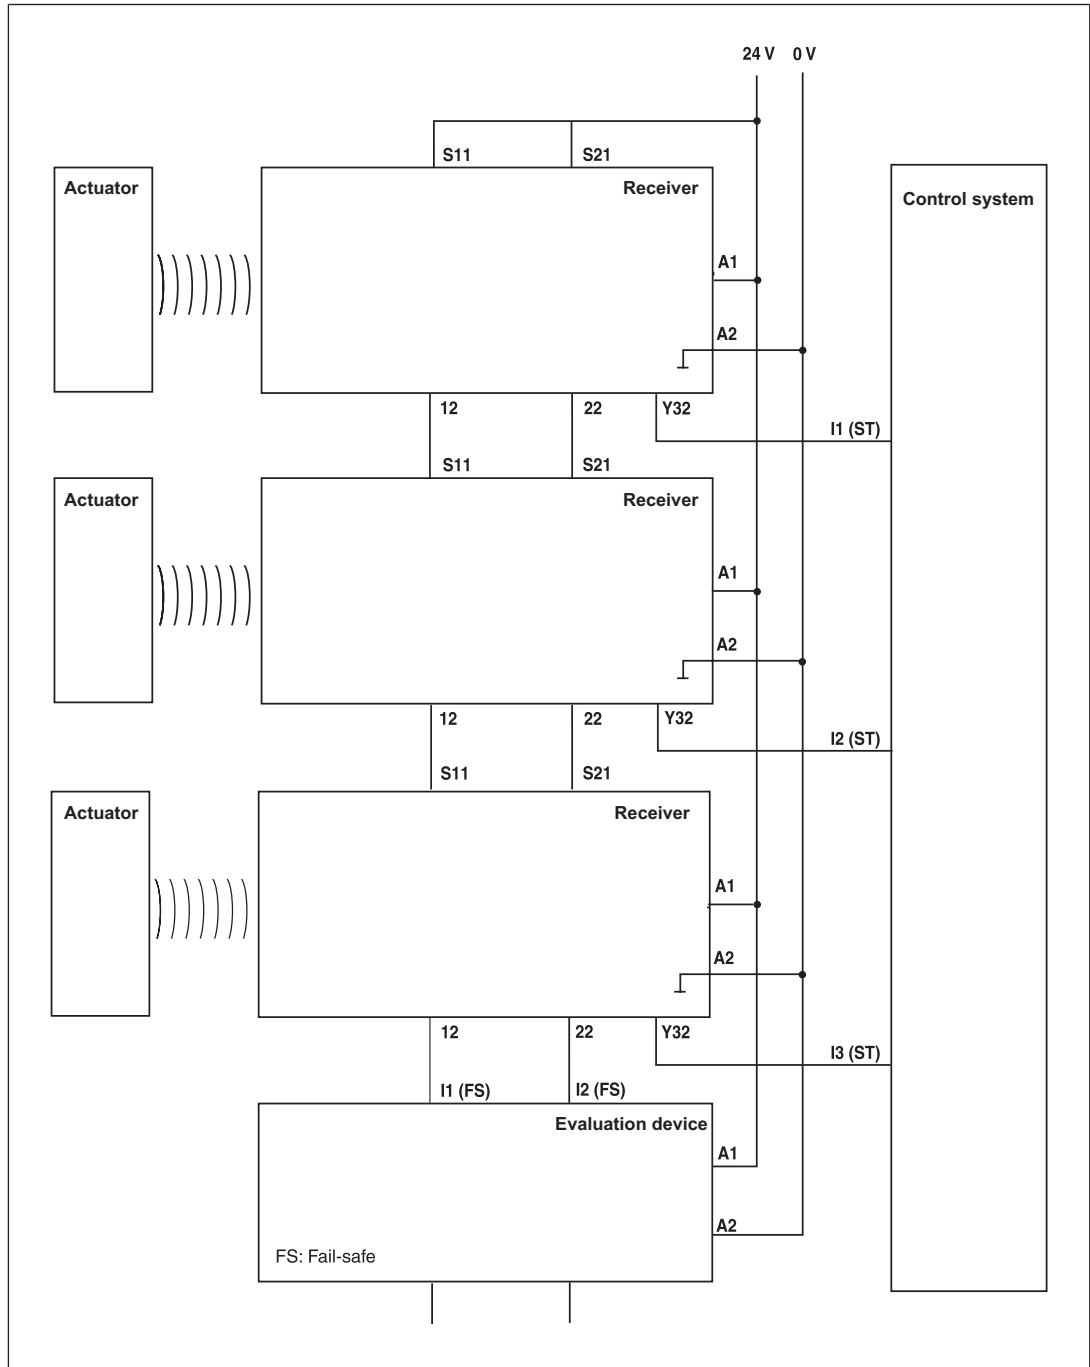 24 V 0 V
S11 S21
Actuator Receiver Control system
A1
A2
12 22 Y32
I1 (ST)
S11 S21
Actuator Receiver
A1
A2
12 22 Y32
I2 (ST)
S11 S21
Actuator Receiver
A1
A2
12 22 Y32
I3 (ST)
I1 (FS) I2 (FS)
Evaluation device
A1
A2
FS: Fail-safe